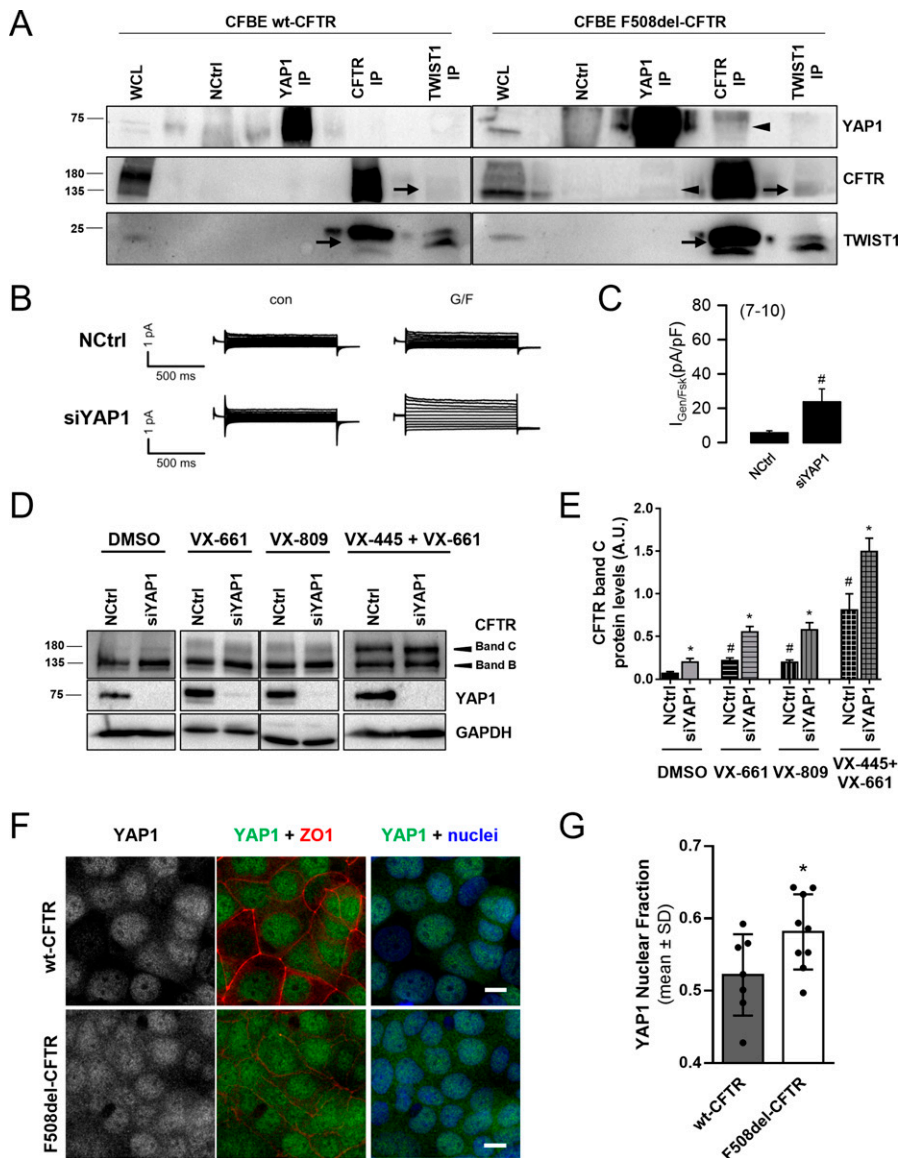 A
CFBE wt-CFTR
CFBE F508del-CFTR
WCL
NCtrl
YAP1 IP
CFTR IP
TWIST1 IP
WCL
NCtrl
YAP1 IP
CFTR IP
TWIST1 IP
75
YAP1
180
135
CFTR
25
TWIST1
B
con
G/F
NCtrl
1 pA
500 ms
siYAP1
1 pA
500 ms
C
(7-10)
I Gen/Fsk(pA/pF)
80
60
40
20
0
#
NCtrl
siYAP1
D
DMSO
VX-661
VX-809
VX-445 + VX-661
NCtrl
siYAP1
NCtrl
siYAP1
NCtrl
siYAP1
NCtrl
siYAP1
CFTR
180
Band C
135
Band B
75
YAP1
GAPDH
E
CFTR band C
protein levels (A.U.)
2.0
1.5
1.0
0.5
0.0
*
#
*
#
*
#
*
NCtrl
siYAP1
NCtrl
siYAP1
NCtrl
siYAP1
NCtrl
siYAP1
DMSO
VX-661
VX-809
VX-445+
VX-661
F
YAP1
YAP1 + ZO1
YAP1 + nuclei
wt-CFTR
F508del-CFTR
G
YAP1 Nuclear Fraction
(mean ± SD)
0.7
0.6
0.5
0.4
*
wt-CFTR
F508del-CFTR